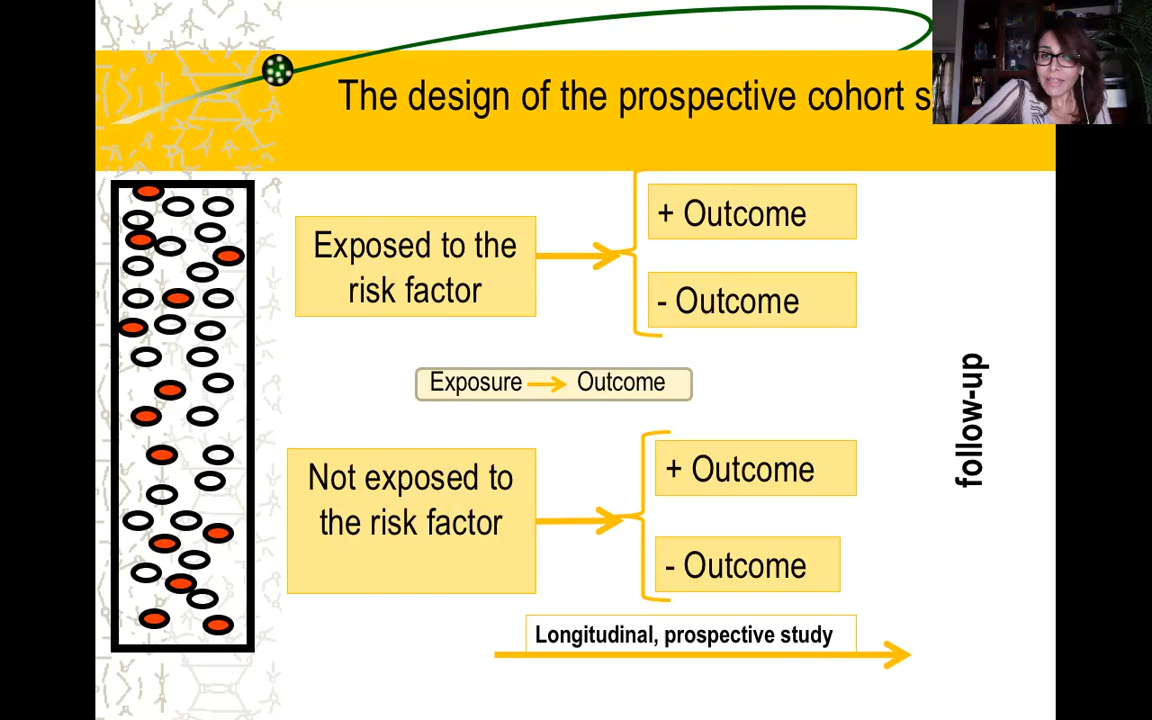 The design of the prospective cohort s
Exposed to the
risk factor
+ Outcome
- Outcome
Exposure
Outcome
follow-up
Not exposed to
the risk factor
+ Outcome
- Outcome
Longitudinal, prospective study